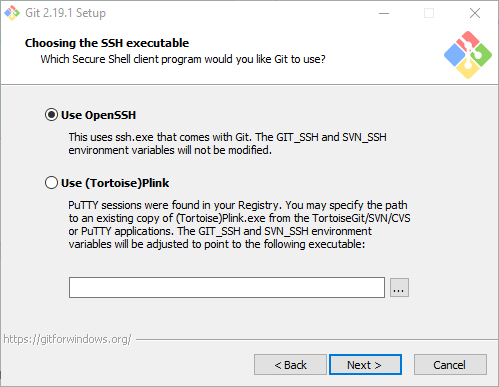 Git 2.19.1 Setup
Choosing the SSH executable
Which Secure Shell client program would you like Git to use?
Use OpenSSH
This uses ssh.exe that comes with Git. The GIT_SSH and SVN_SSH
environment variables will not be modified.
Use (Tortoise)Plink
PuTTY sessions were found in your Registry. You may specify the path
to an existing copy of (Tortoise)Plink.exe from the TortoiseGit/SVN/CVS
or PuTTY applications. The GIT_SSH and SVN_SSH environment
variables will be adjusted to point to the following executable:
...
https://gitforwindows.org/
< Back Next > Cancel